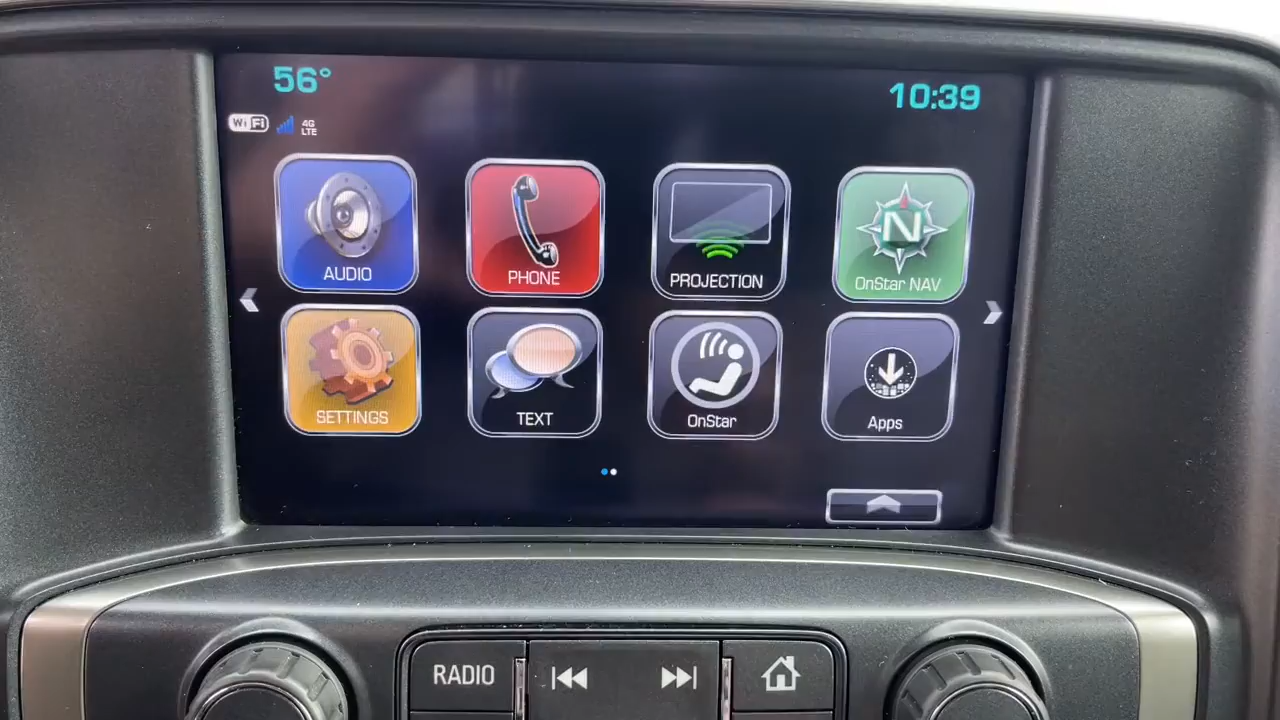 56°
10:39
WiFi
4G
LTE
AUDIO
PHONE
PROJECTION
N
OnStar NAV
SETTINGS
TEXT
OnStar
Apps
RADIO